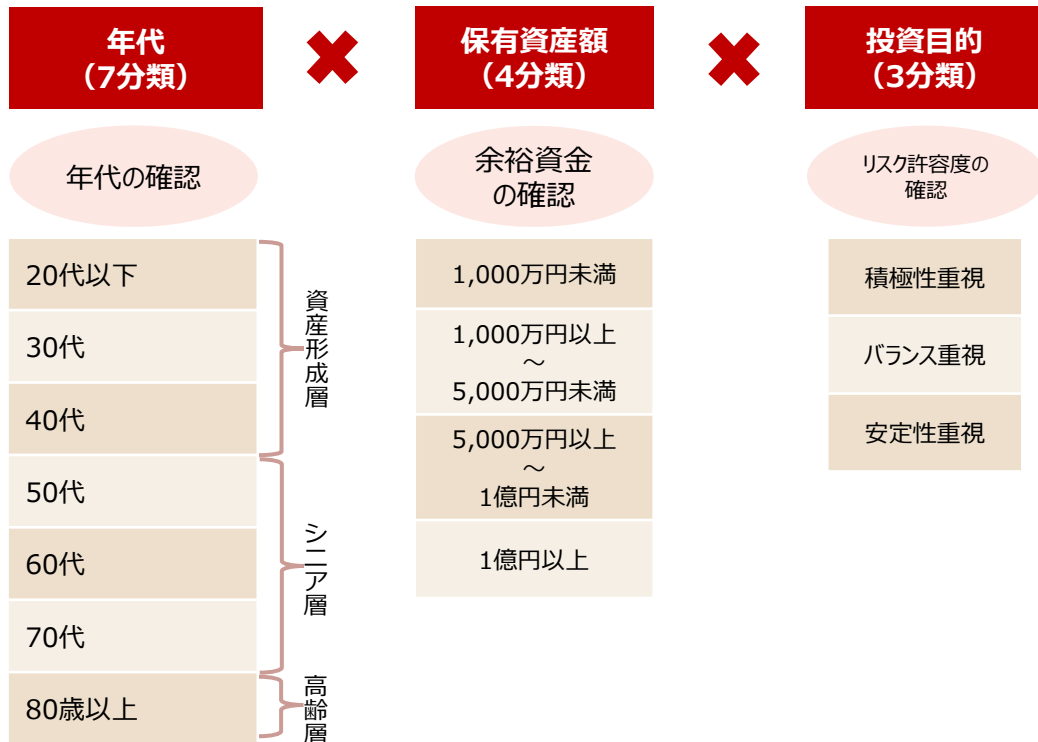 年代
（7分類）
保有資産額
（4分類）
投資目的
（3分類）
年代の確認
余裕資金
の確認
リスク許容度の
確認
20代以下
30代
40代
50代
60代
70代
80歳以上
資産形成層
シニア層
高齢層
1,000万円未満
1,000万円以上
～
5,000万円未満
5,000万円以上
～
1億円未満
1億円以上
積極性重視
バランス重視
安定性重視